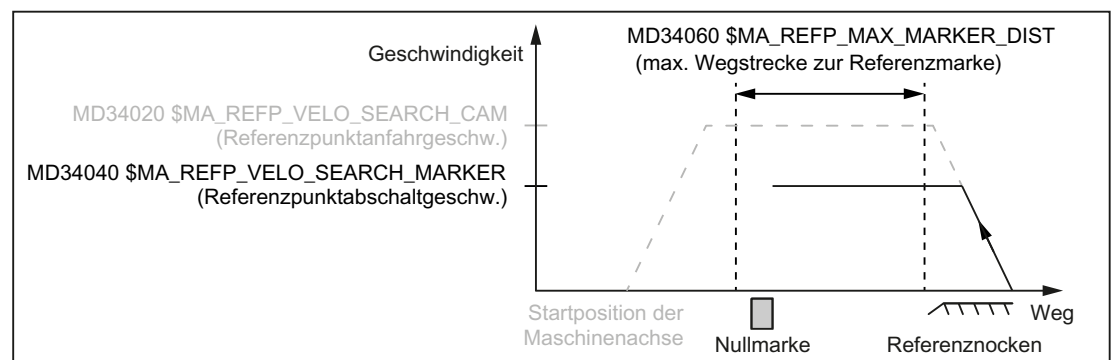 Geschwindigkeit
MD34060 $MA_REFP_MAX_MARKER_DIST
(max. Wegstrecke zur Referenzmarke)
MD34020 $MA_REFP_VELO_SEARCH_CAM
(Referenzpunktanfahrgeschw.)
MD34040 $MA_REFP_VELO_SEARCH_MARKER
(Referenzpunktabschaltgeschw.)
Startposition der
Maschinenachse
Nullmarke
Referenznocken
Weg